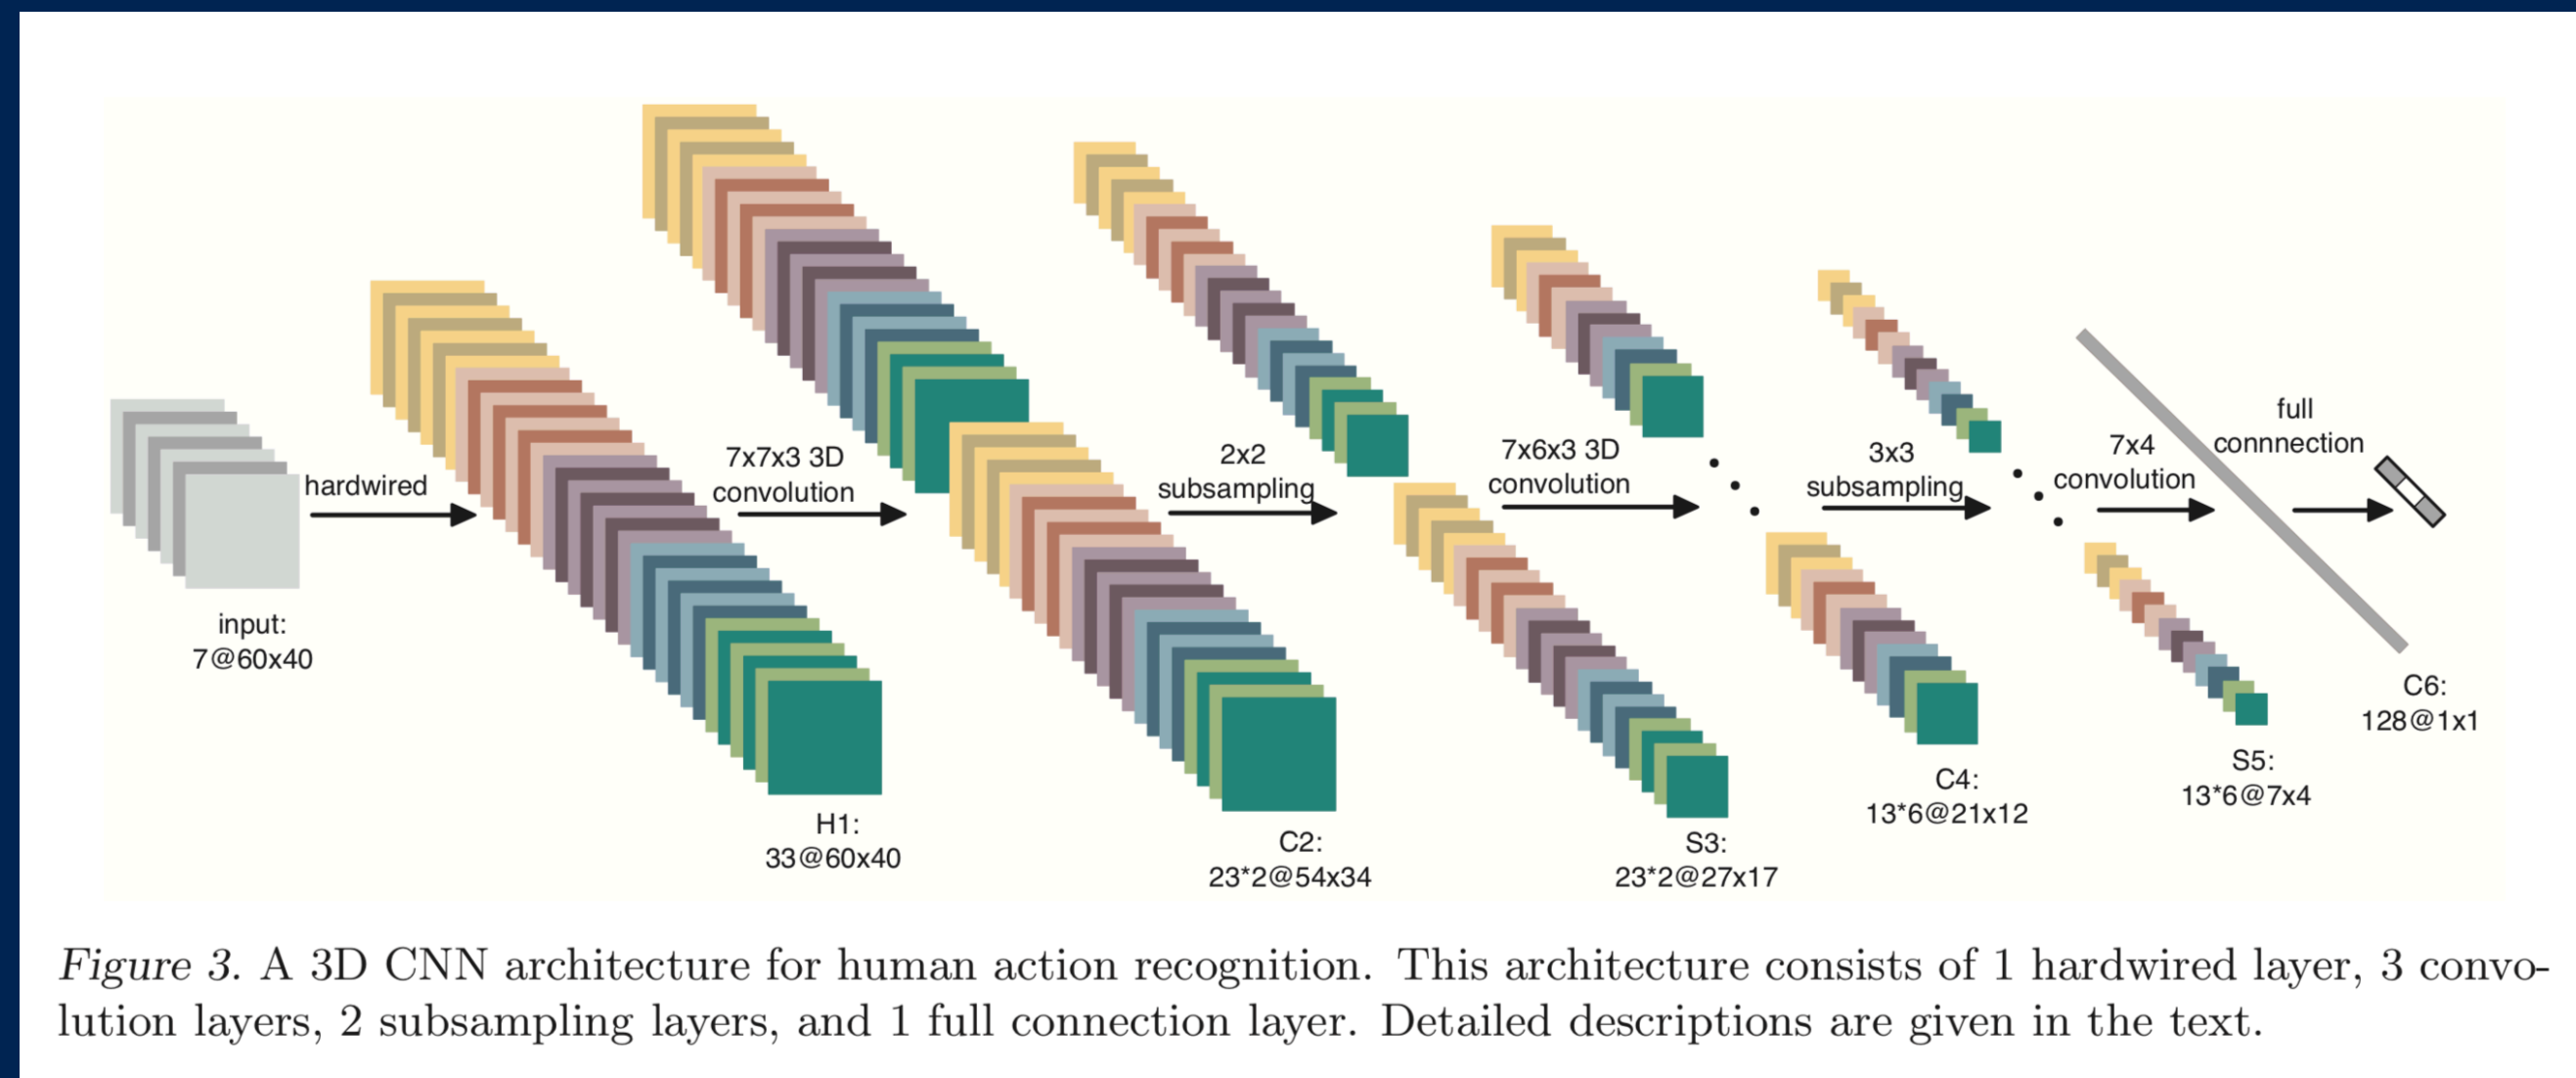 hardwired
7x7x3 3D
convolution
2x2
subsampling
7x6x3 3D
convolution
3x3
subsampling
7x4
convolution
full
connnection
input:
7@60x40
H1:
33@60x40
C2:
23*2@54x34
S3:
23*2@27x17
C4:
13*6@21x12
S5:
13*6@7x4
C6:
128@1x1
Figure 3. A 3D CNN architecture for human action recognition. This architecture consists of 1 hardwired layer, 3 convo-
lution layers, 2 subsampling layers, and 1 full connection layer. Detailed descriptions are given in the text.